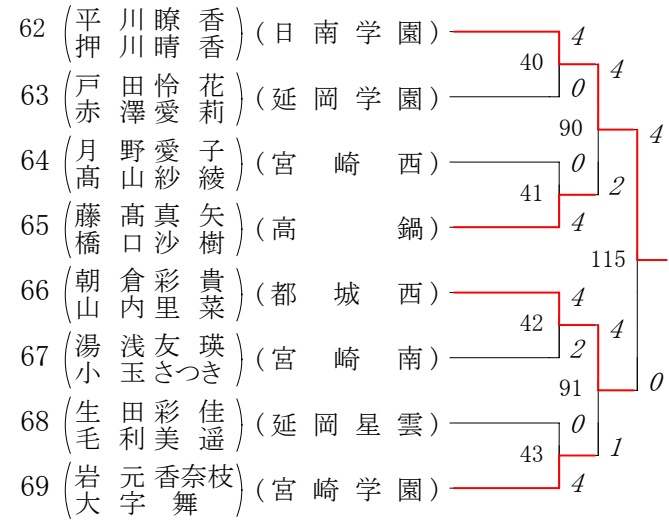 62 平川瞭香 (日南学園) 4
押川晴香
40 4
63 戸田怜花 (延岡学園) 0
赤澤愛莉
90 4
64 月野愛子 (宮崎西) 0
髙山紗綾
41 2
65 藤髙真矢 (高鍋) 4
橋口沙樹
115
66 朝倉彩貴 (都城西) 4
山内里菜
42 4
67 湯浅友瑛 (宮崎南) 2
小玉さつき
91 0
68 生田彩佳 (延岡星雲) 0
毛利美遥
43 1
69 岩元香奈枝 (宮崎学園) 4
大字舞